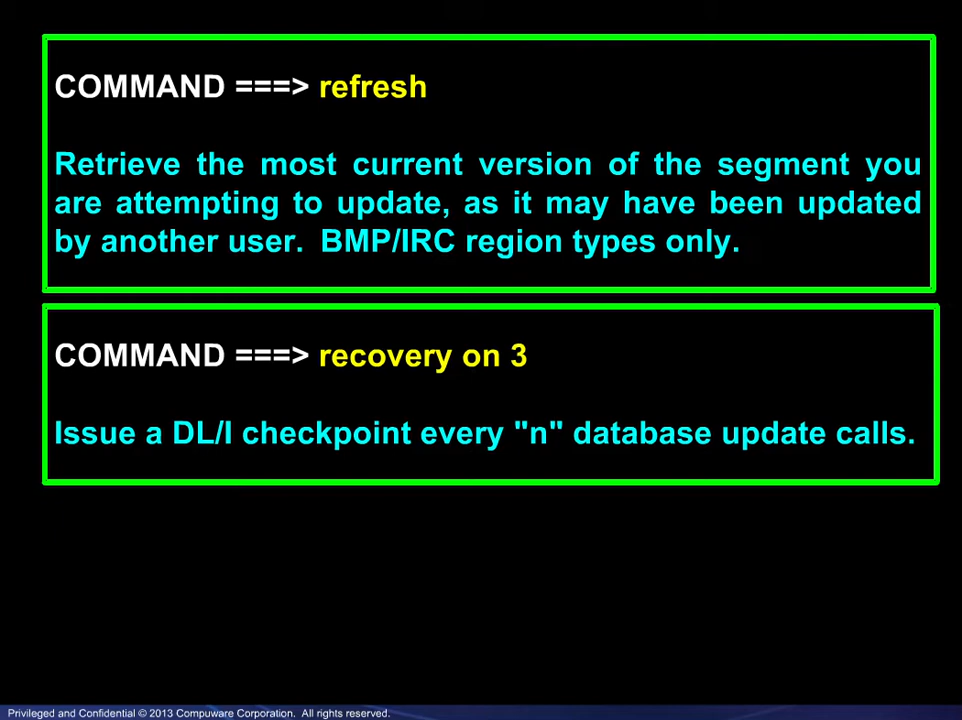 COMMAND ===> refresh
Retrieve the most current version of the segment you
are attempting to update, as it may have been updated
by another user.  BMP/IRC region types only.
COMMAND ===> recovery on 3
Issue a DL/I checkpoint every "n" database update calls.
Privileged and Confidential © 2013 Compuware Corporation.  All rights reserved.